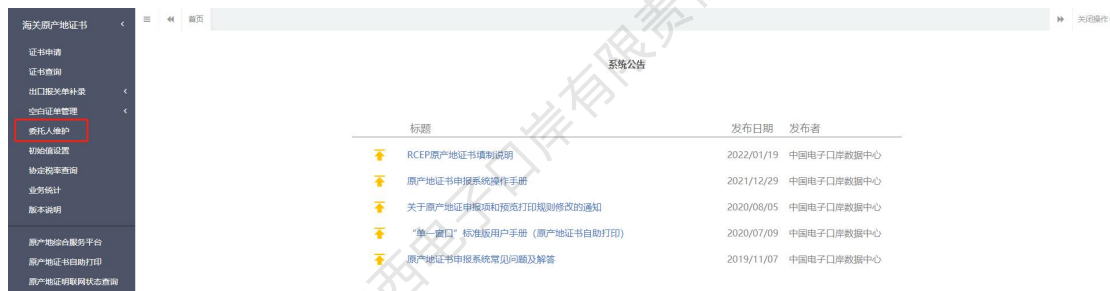 海关原产地证书
首页
关闭操作
证书申请
证书查询
出口报关单补录
空白证单管理
委托人维护
初始值设置
协定税率查询
业务统计
版本说明
原产地综合服务平台
原产地证书自助打印
原产地证明联网状态查询
系统公告
标题 发布日期 发布者
RCEP原产地证书填制说明 2022/01/19 中国电子口岸数据中心
原产地证书申报系统操作手册 2021/12/29 中国电子口岸数据中心
关于原产地证申报项和预览打印规则修改的通知 2020/08/05 中国电子口岸数据中心
“单一窗口”标准版用户手册（原产地证书自助打印） 2020/07/09 中国电子口岸数据中心
原产地证书申报系统常见问题及解答 2019/11/07 中国电子口岸数据中心
西电子口岸有限责